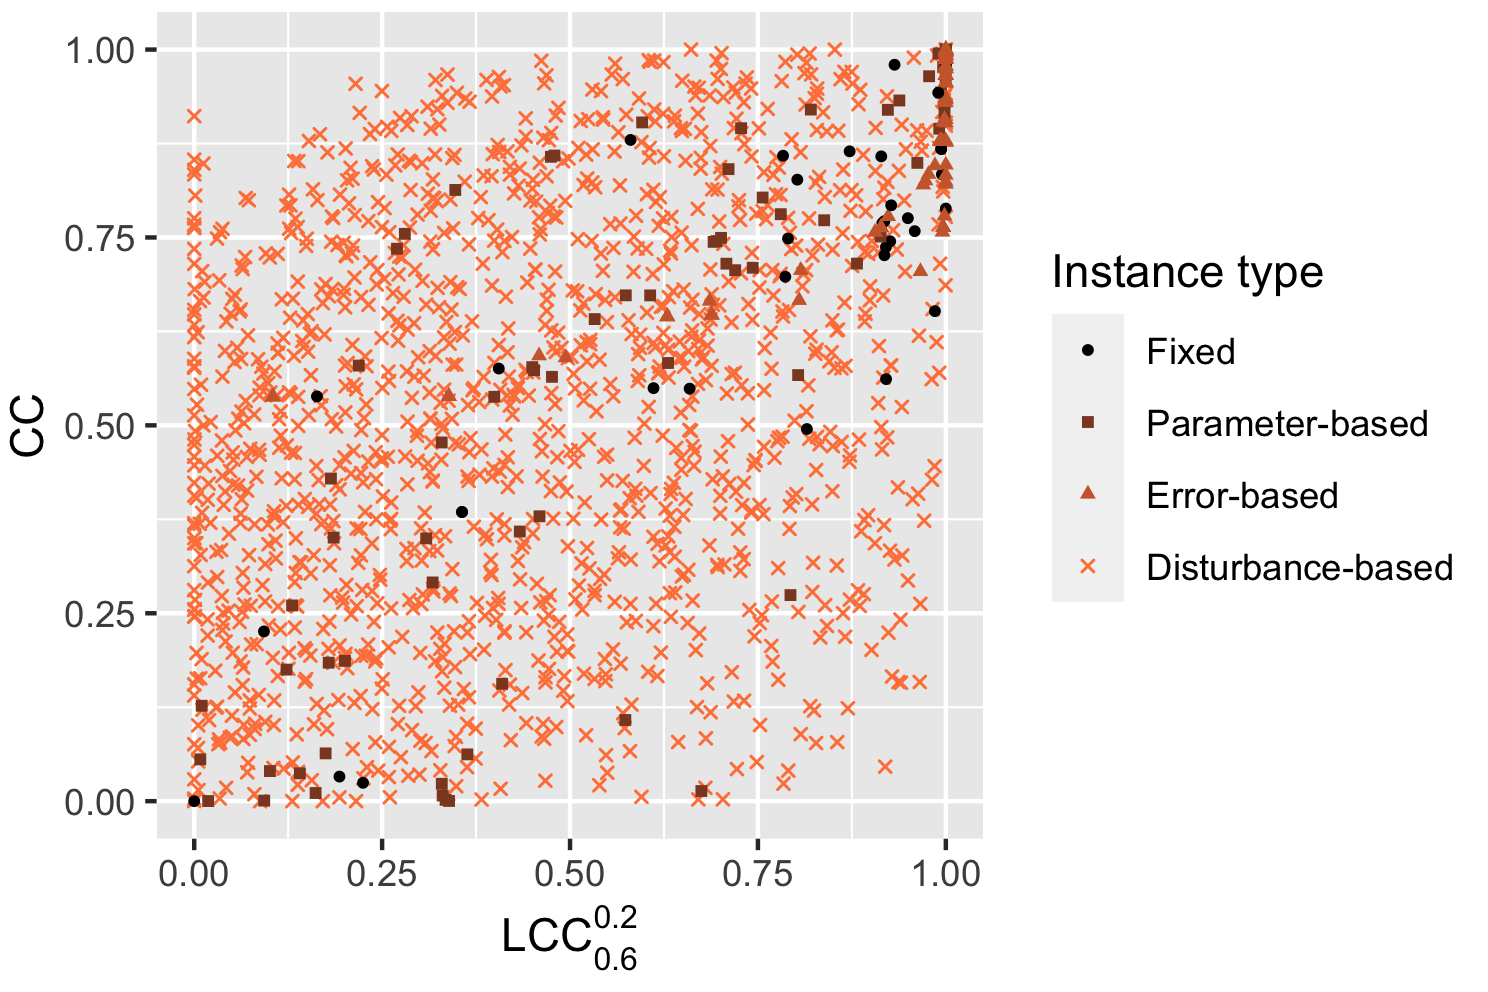 1.00
0.75
0.50
0.25
0.00
CC
0.00 0.25 0.50 0.75 1.00
LCC 0.2 0.6
Instance type
Fixed
Parameter-based
Error-based
Disturbance-based